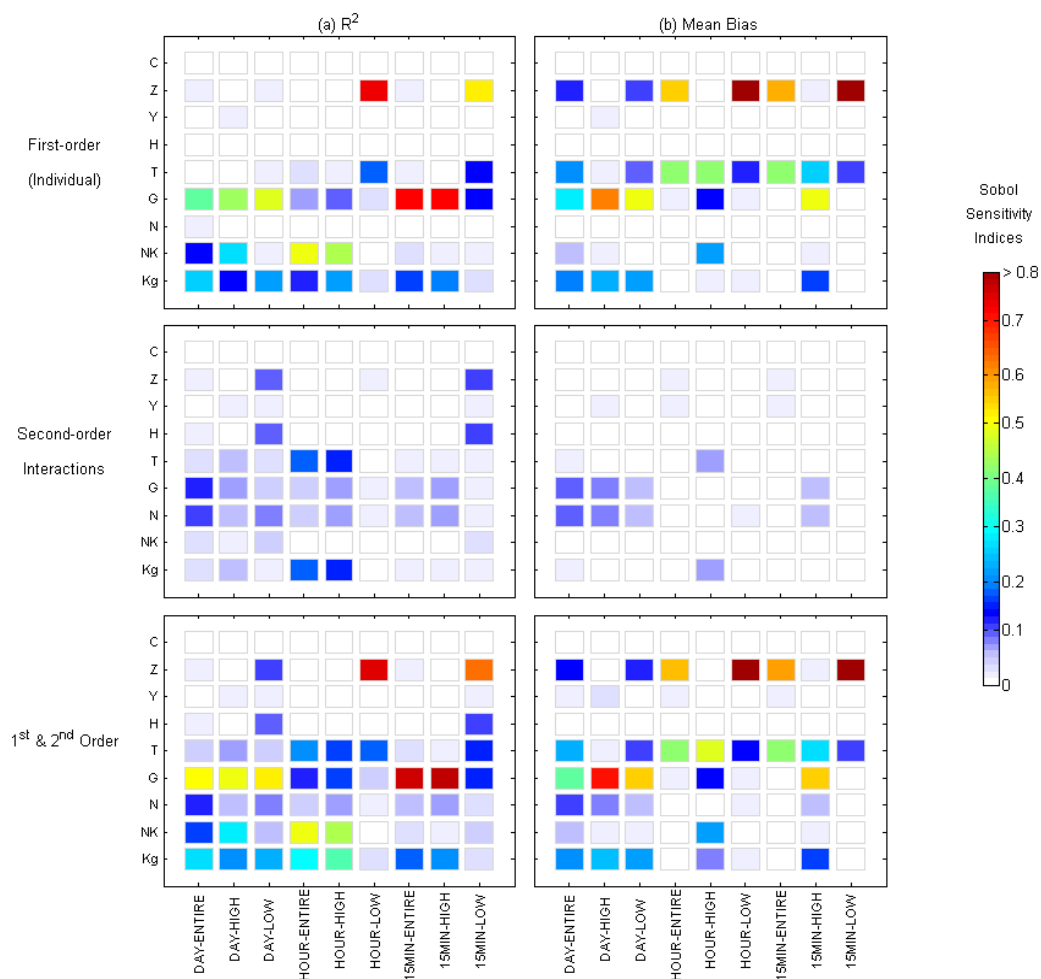 (a) R²
(b) Mean Bias
First-order
(Individual)
C
Z
Y
H
T
G
N
NK
Kg
Second-order
Interactions
C
Z
Y
H
T
G
N
NK
Kg
1st & 2nd Order
C
Z
Y
H
T
G
N
NK
Kg
DAY-ENTIRE
DAY-HIGH
DAY-LOW
HOUR-ENTIRE
HOUR-HIGH
HOUR-LOW
15MIN-ENTIRE
15MIN-HIGH
15MIN-LOW
DAY-ENTIRE
DAY-HIGH
DAY-LOW
HOUR-ENTIRE
HOUR-HIGH
HOUR-LOW
15MIN-ENTIRE
15MIN-HIGH
15MIN-LOW
Sobol
Sensitivity
Indices
> 0.8
0.7
0.6
0.5
0.4
0.3
0.2
0.1
0